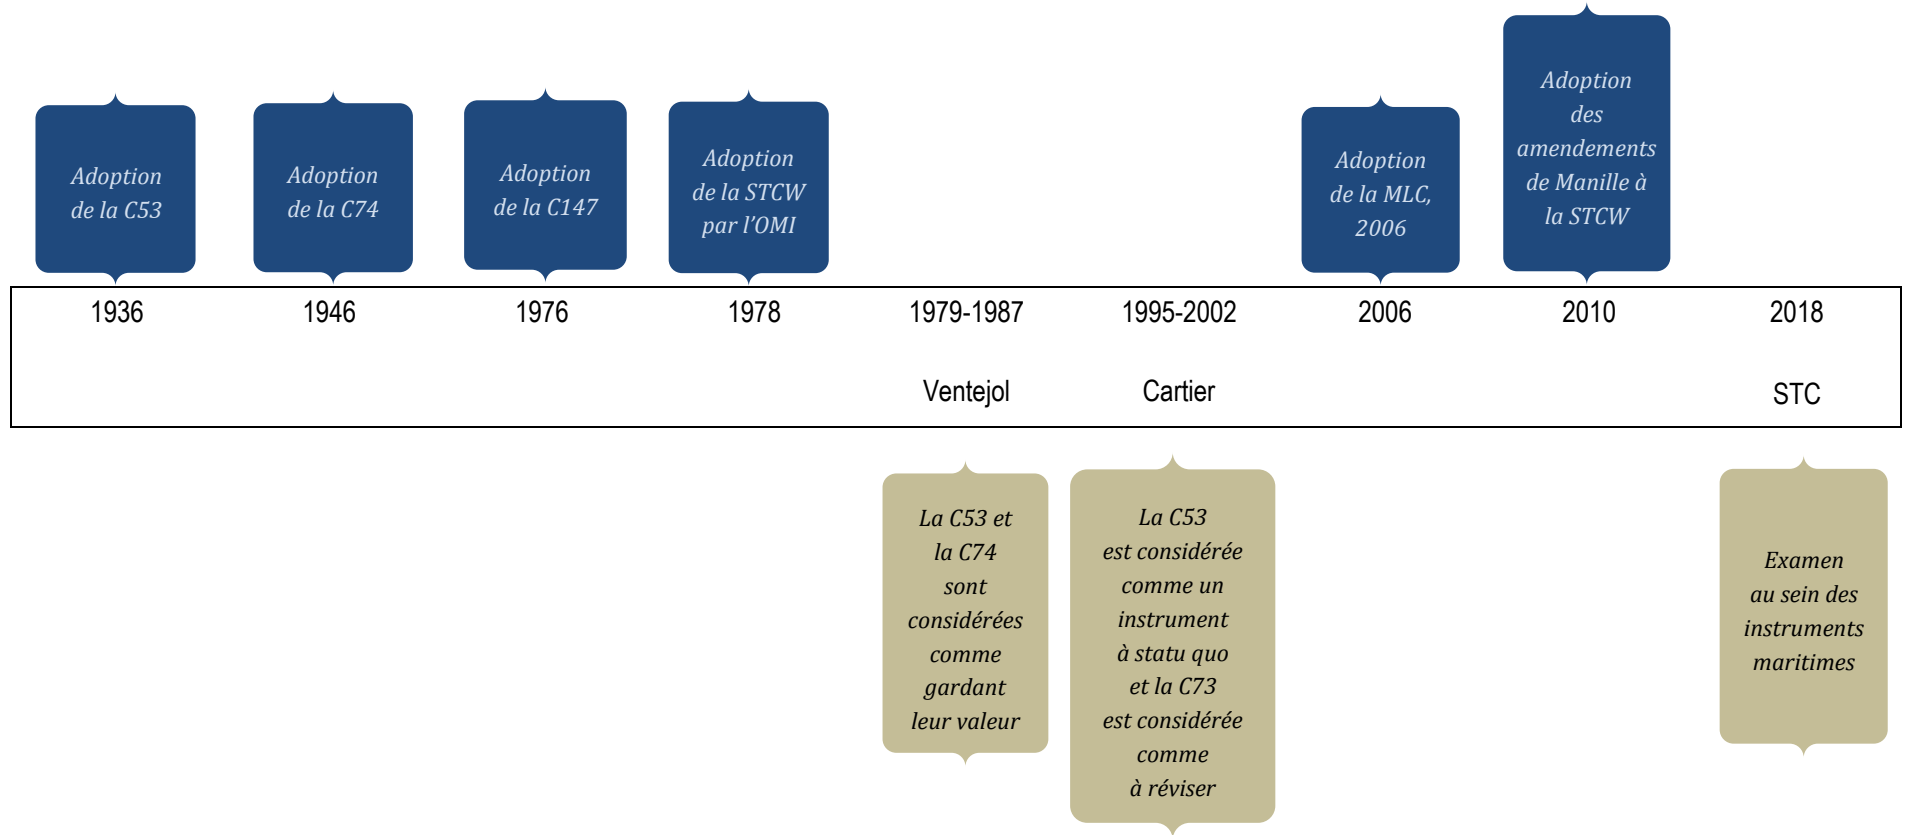 Adoption
de la C53
Adoption
de la C74
Adoption
de la C147
Adoption
de la STCW
par l’OMI
Adoption
de la MLC,
2006
Adoption
des
amendements
de Manille à
la STCW
1936
1946
1976
1978
1979-1987
1995-2002
2006
2010
2018
Ventejol
Cartier
STC
La C53 et
la C74
sont
considérées
comme
gardant
leur valeur
La C53
est considérée
comme un
instrument
à statu quo
et la C73
est considérée
comme
à réviser
Examen
au sein des
instruments
maritimes